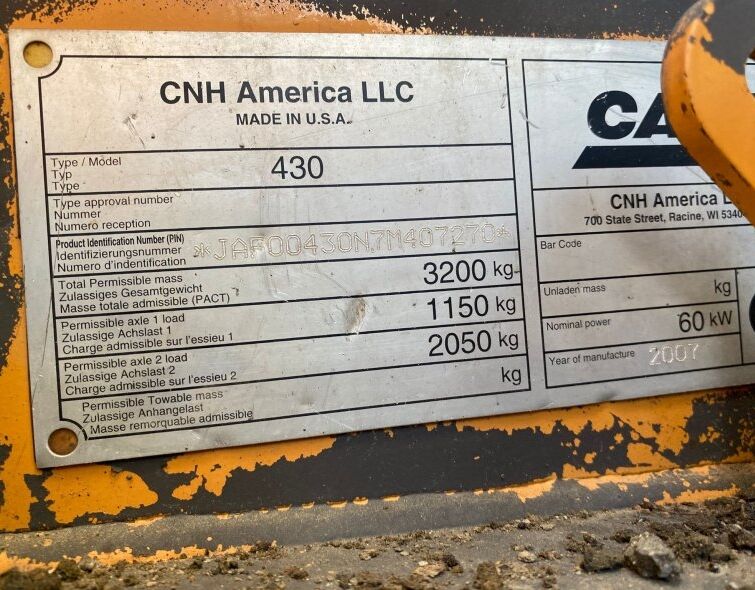 CNH America LLC
MADE IN U.S.A.
Type / Model
Typ
Type
430
Type approval number
Nummer
Numero reception
Product Identification Number (PIN)
Identifizierungsnummer
Numero d'indentification
*JAF00430N7M407270*
Total Permissible mass
Zulassiges Gesamtgewicht
Masse totale admissible (PACT)
3200 kg
Permissible axle 1 load
Zulassige Achslast 1
Charge admissible sur l'essieu 1
1150 kg
Permissible axle 2 load
Zulassige Achslast 2
Charge admissible sur l'essieu 2
2050 kg
Permissible Towable mass
Zulassige Anhangelast
Masse remorquable admissible
kg
CA
CNH America
700 State Street, Racine, WI 5340
Bar Code
Unladen mass
kg
Nominal power
60 kW
Year of manufacture
2007